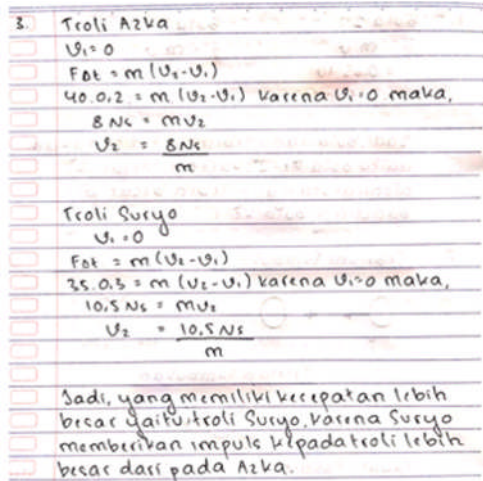 3. Troli Azka
v₁ = 0
FΔt = m (v₂ - v₁)
40.0,2 = m (v₂ - v₁) karena v₁ = 0 maka,
8 Ns = mv₂
v₂ = 8 Ns
m
Troli Suryo
v₁ = 0
FΔt = m (v₂ - v₁)
35.0,3 = m (v₂ - v₁) karena v₁ = 0 maka,
10,5 Ns = mv₂
v₂ = 10,5 Ns
m
Jadi, yang memiliki kecepatan lebih
besar yaitu troli Suryo, karena Suryo
memberikan impuls kepada troli lebih
besar dari pada Azka.